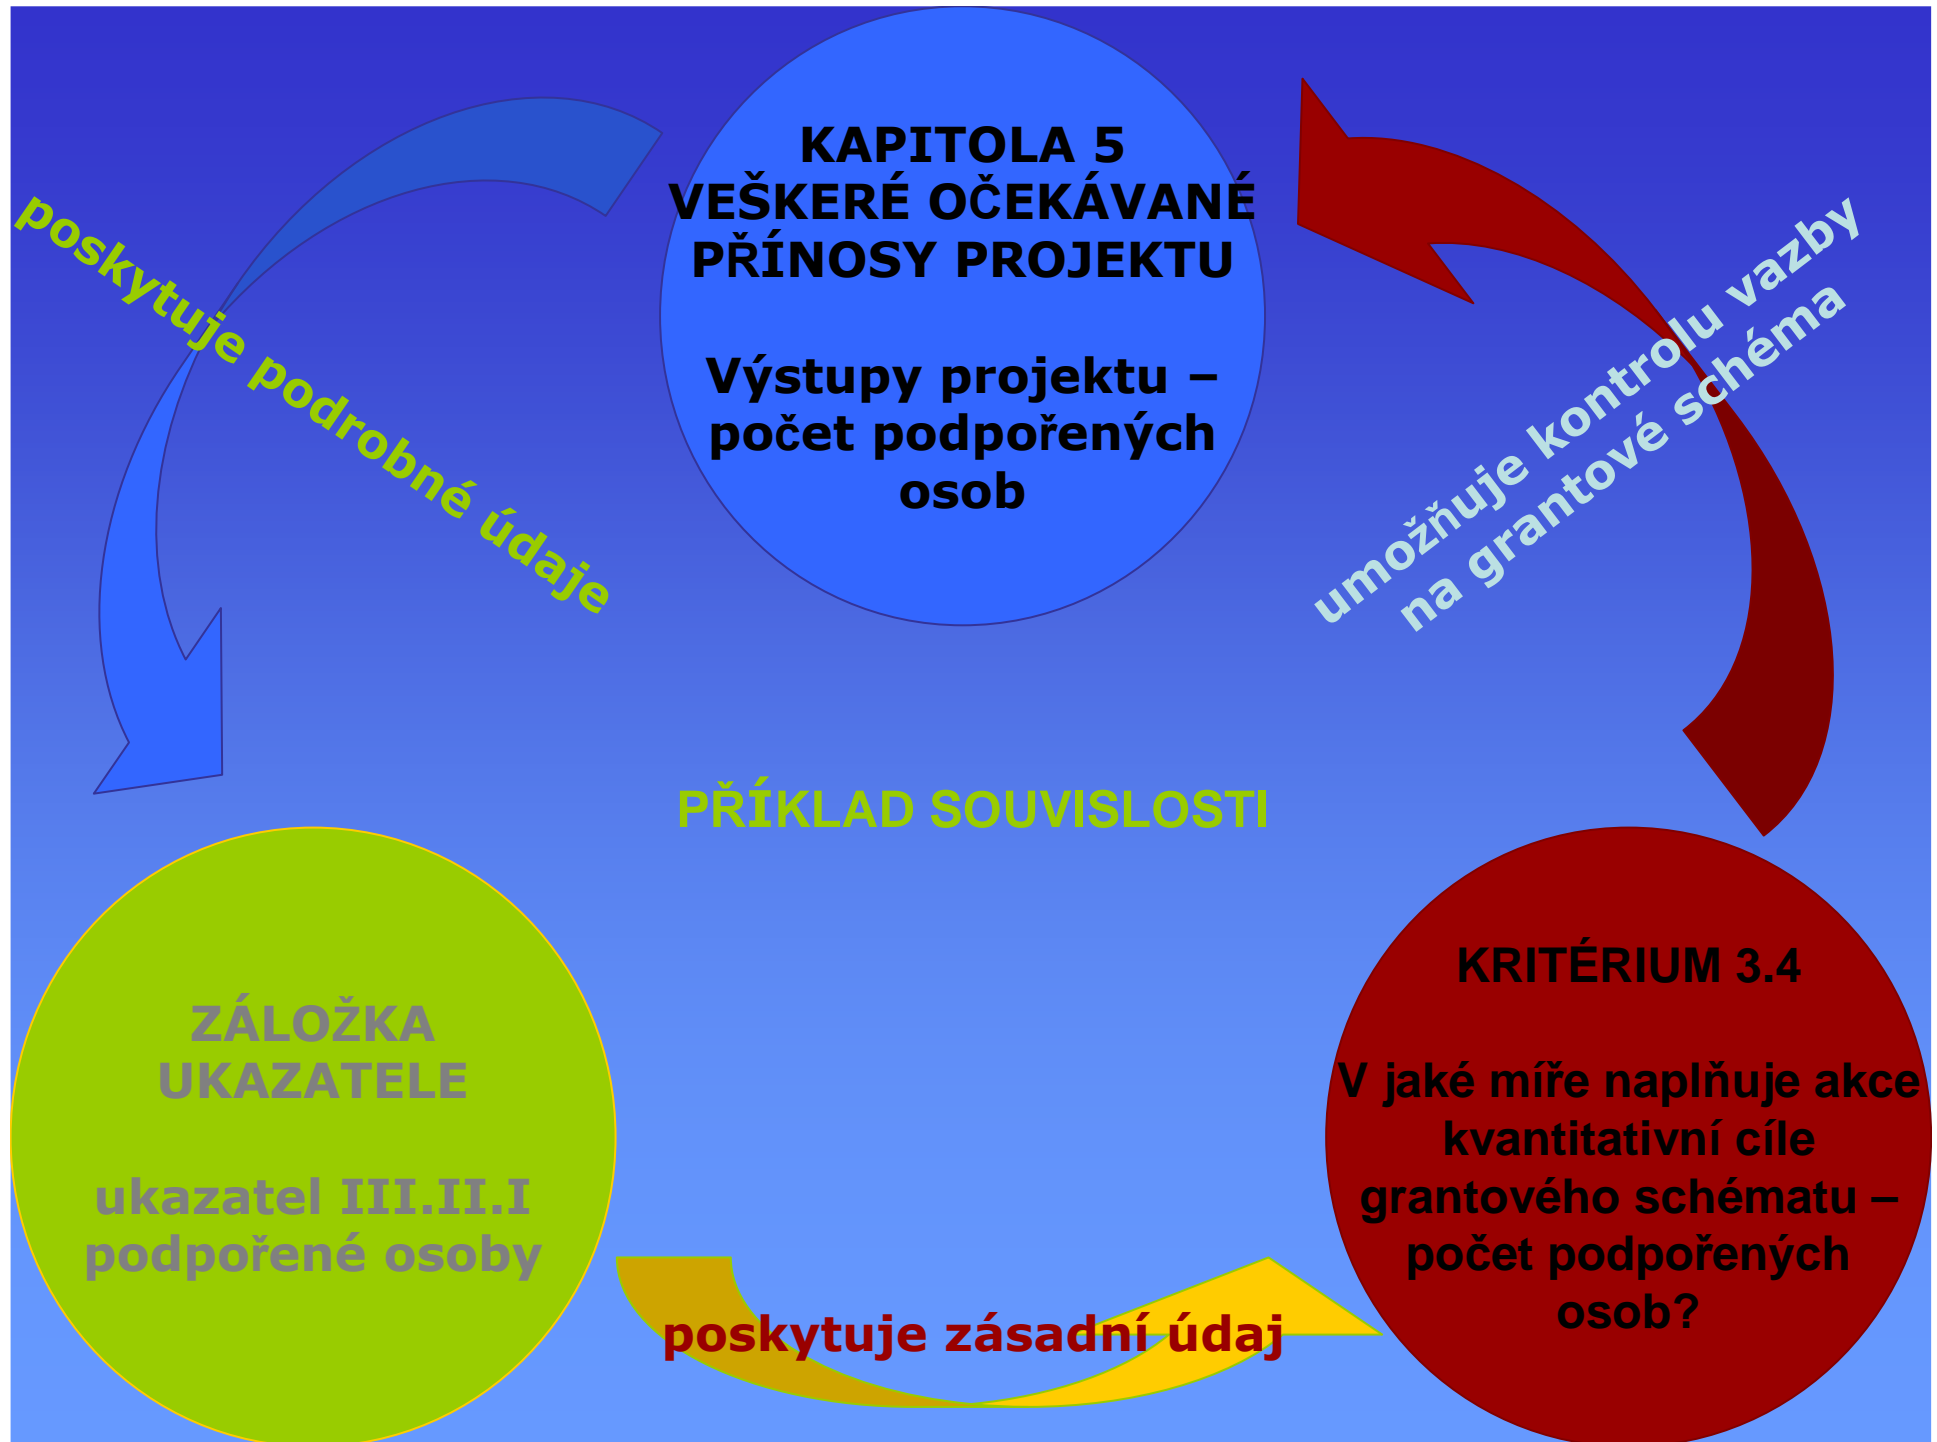 KAPITOLA 5
VEŠKERÉ OČEKÁVANÉ
PŘÍNOSY PROJEKTU
Výstupy projektu –
počet podpořených
osob
poskytuje podrobné údaje
umožňuje kontrolu vazby
na grantové schéma
PŘÍKLAD SOUVISLOSTI
ZÁLOŽKA
UKAZATELE
ukazatel III.II.I
podpořené osoby
poskytuje zásadní údaj
KRITÉRIUM 3.4
V jaké míře naplňuje akce
kvantitativní cíle
grantového schématu –
počet podpořených
osob?